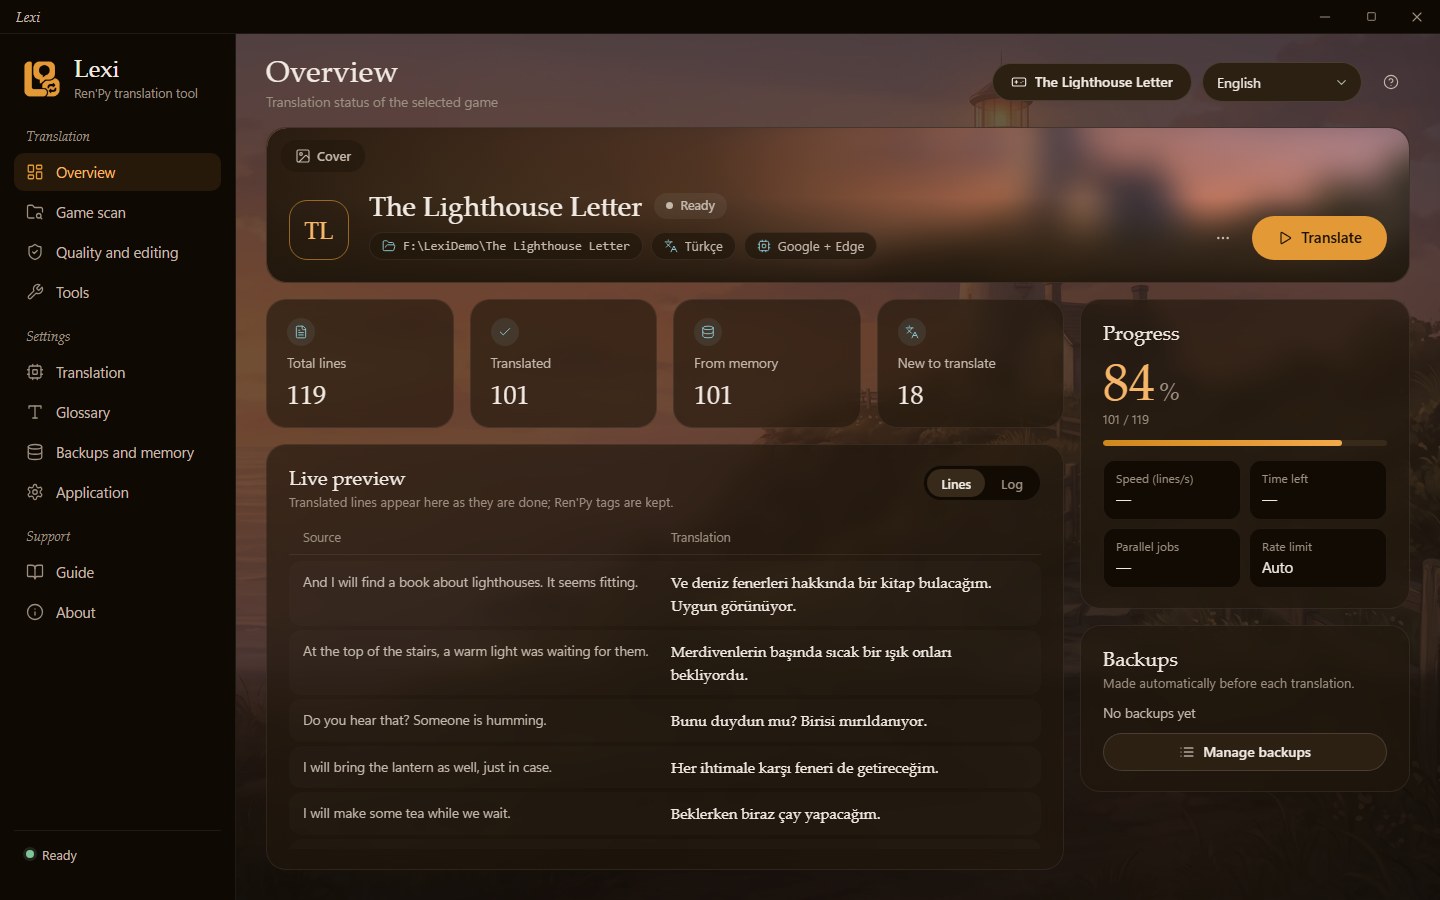 Lexi
Lexi
Ren'Py translation tool
Translation
Overview
Game scan
Quality and editing
Tools
Settings
Translation
Glossary
Backups and memory
Application
Support
Guide
About
Ready
Overview
Translation status of the selected game
The Lighthouse Letter
English
Cover
TL
The Lighthouse Letter
Ready
F:\LexiDemo\The Lighthouse Letter
Türkçe
Google + Edge
Translate
Total lines
119
Translated
101
From memory
101
New to translate
18
Live preview
Translated lines appear here as they are done; Ren'Py tags are kept.
Lines
Log
Source
Translation
And I will find a book about lighthouses. It seems fitting.
Ve deniz fenerleri hakkında bir kitap bulacağım.
Uygun görünüyor.
At the top of the stairs, a warm light was waiting for them.
Merdivenlerin başında sıcak bir ışık onları
bekliyordu.
Do you hear that? Someone is humming.
Bunu duydun mu? Birisi mırıldanıyor.
I will bring the lantern as well, just in case.
Her ihtimale karşı feneri de getireceğim.
I will make some tea while we wait.
Beklerken biraz çay yapacağım.
Progress
84 %
101 / 119
Speed (lines/s)
—
Time left
—
Parallel jobs
—
Rate limit
Auto
Backups
Made automatically before each translation.
No backups yet
Manage backups